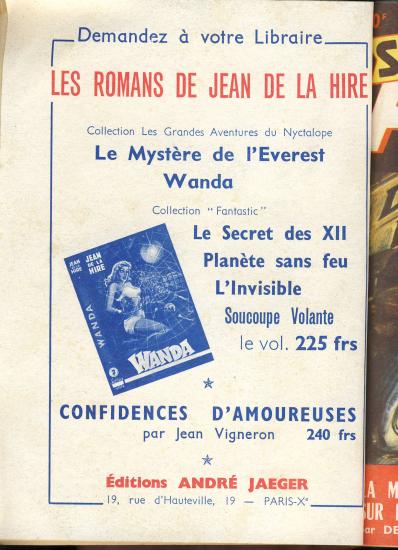 Demandez à votre Libraire
LES ROMANS DE JEAN DE LA HIRE
Collection Les Grandes Aventures du Nyctalope
Le Mystère de l'Everest
Wanda
Collection "Fantastic"
Le Secret des XII
Planète sans feu
L'Invisible
Soucoupe Volante
le vol. 225 frs
JEAN DE LA HIRE
WANDA
WANDA
CONFIDENCES D'AMOUREUSES
par Jean Vigneron 240 frs
Éditions ANDRÉ JAEGER
19, rue d'Hauteville, 19 — PARIS-Xe